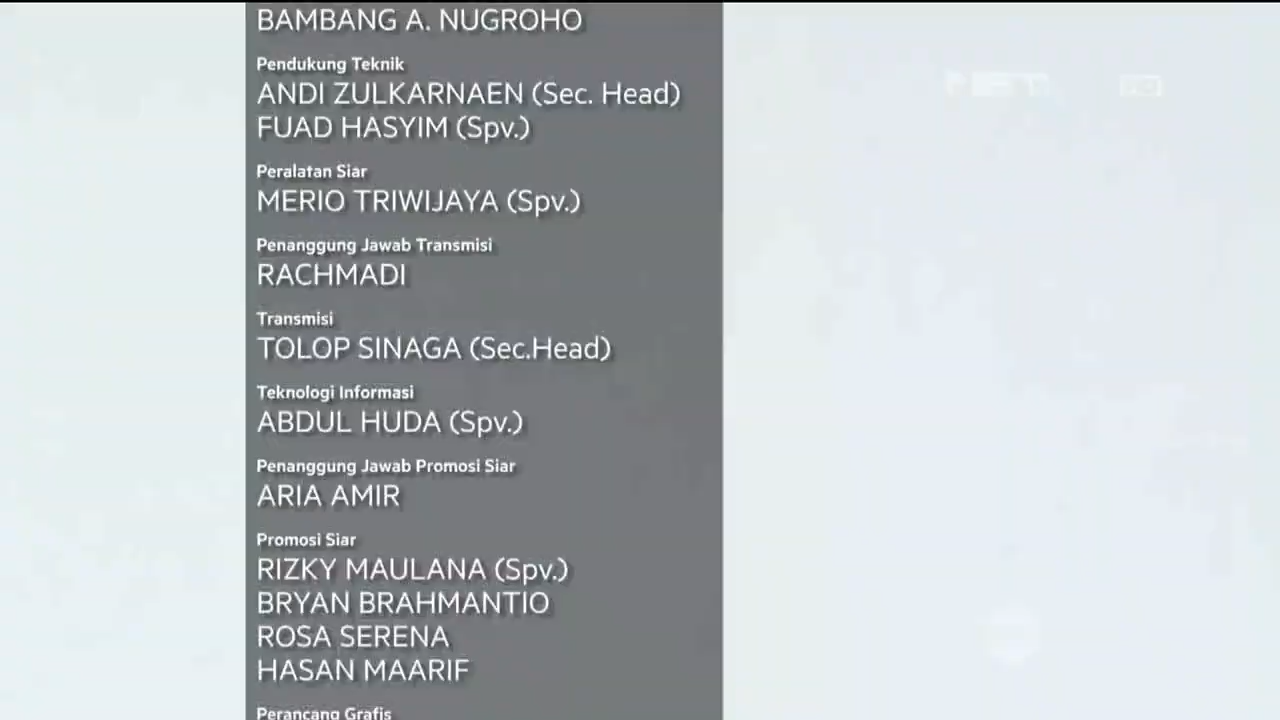 BAMBANG A. NUGROHO
Pendukung Teknik
ANDI ZULKARNAEN (Sec. Head)
FUAD HASYIM (Spv.)
Peralatan Siar
MERIO TRIWIJAYA (Spv.)
Penanggung Jawab Transmisi
RACHMADI
Transmisi
TOLOP SINAGA (Sec.Head)
Teknologi Informasi
ABDUL HUDA (Spv.)
Penanggung Jawab Promosi Siar
ARIA AMIR
Promosi Siar
RIZKY MAULANA (Spv.)
BRYAN BRAHMANTIO
ROSA SERENA
HASAN MAARIF
Perancang Grafis